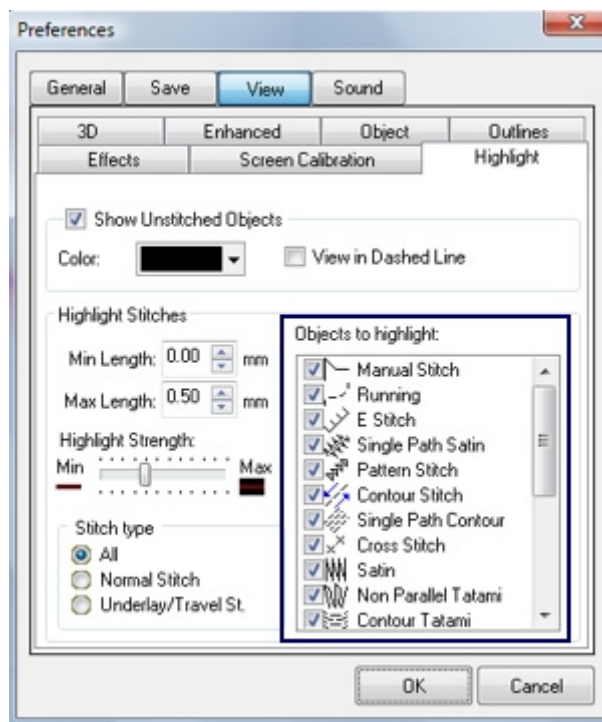 Preferences
General Save View Sound
3D Enhanced Object Outlines
Effects Screen Calibration Highlight
Show Unstitched Objects
Color: View in Dashed Line
Highlight Stitches
Min Length: 0.00 mm
Max Length: 0.50 mm
Highlight Strength:
Min Max
Stitch type
All
Normal Stitch
Underlay/Travel St.
Objects to highlight:
Manual Stitch
Running
E Stitch
Single Path Satin
Pattern Stitch
Contour Stitch
Single Path Contour
Cross Stitch
Satin
Non Parallel Tatami
Contour Tatami
OK Cancel